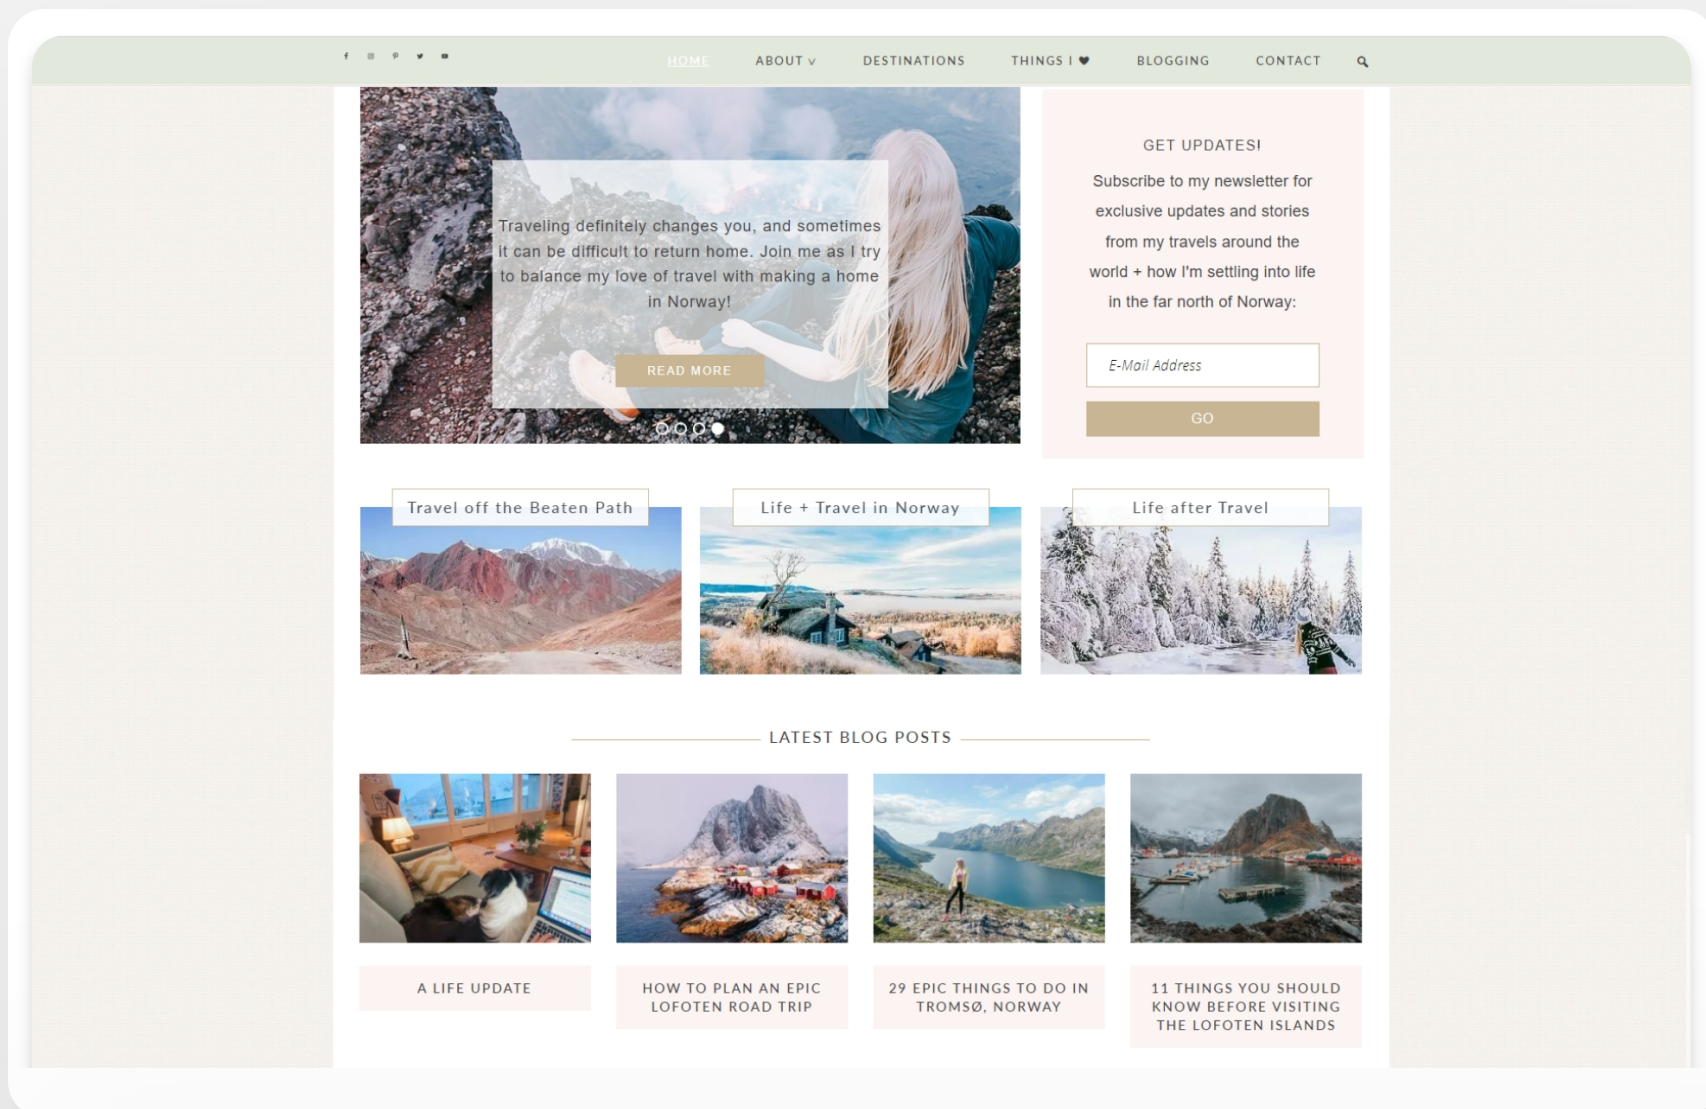 HOME
ABOUT
DESTINATIONS
THINGS I ♥
BLOGGING
CONTACT
Traveling definitely changes you, and sometimes
it can be difficult to return home. Join me as I try
to balance my love of travel with making a home
in Norway!
READ MORE
GET UPDATES!
Subscribe to my newsletter for
exclusive updates and stories
from my travels around the
world + how I'm settling into life
in the far north of Norway:
E-Mail Address
GO
Travel off the Beaten Path
Life + Travel in Norway
Life after Travel
LATEST BLOG POSTS
A LIFE UPDATE
HOW TO PLAN AN EPIC
LOFOTEN ROAD TRIP
29 EPIC THINGS TO DO IN
TROMSØ, NORWAY
11 THINGS YOU SHOULD
KNOW BEFORE VISITING
THE LOFOTEN ISLANDS